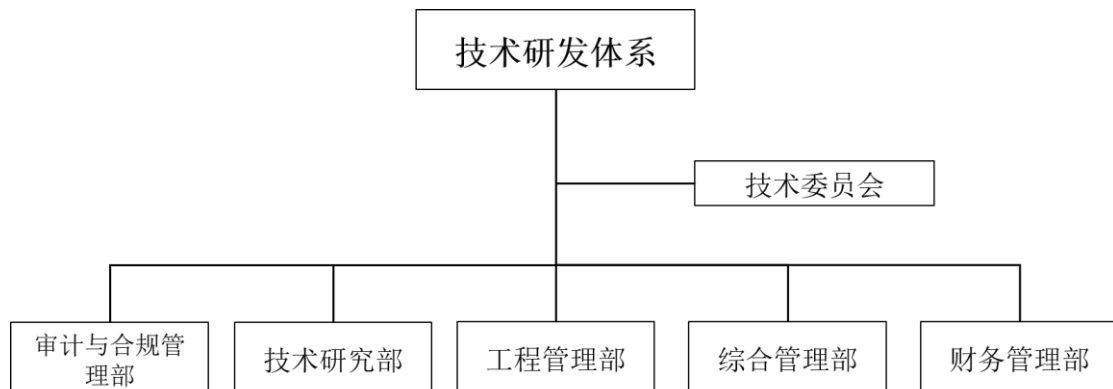 技术研发体系
技术委员会
审计与合规管
理部
技术研究部
工程管理部
综合管理部
财务管理部